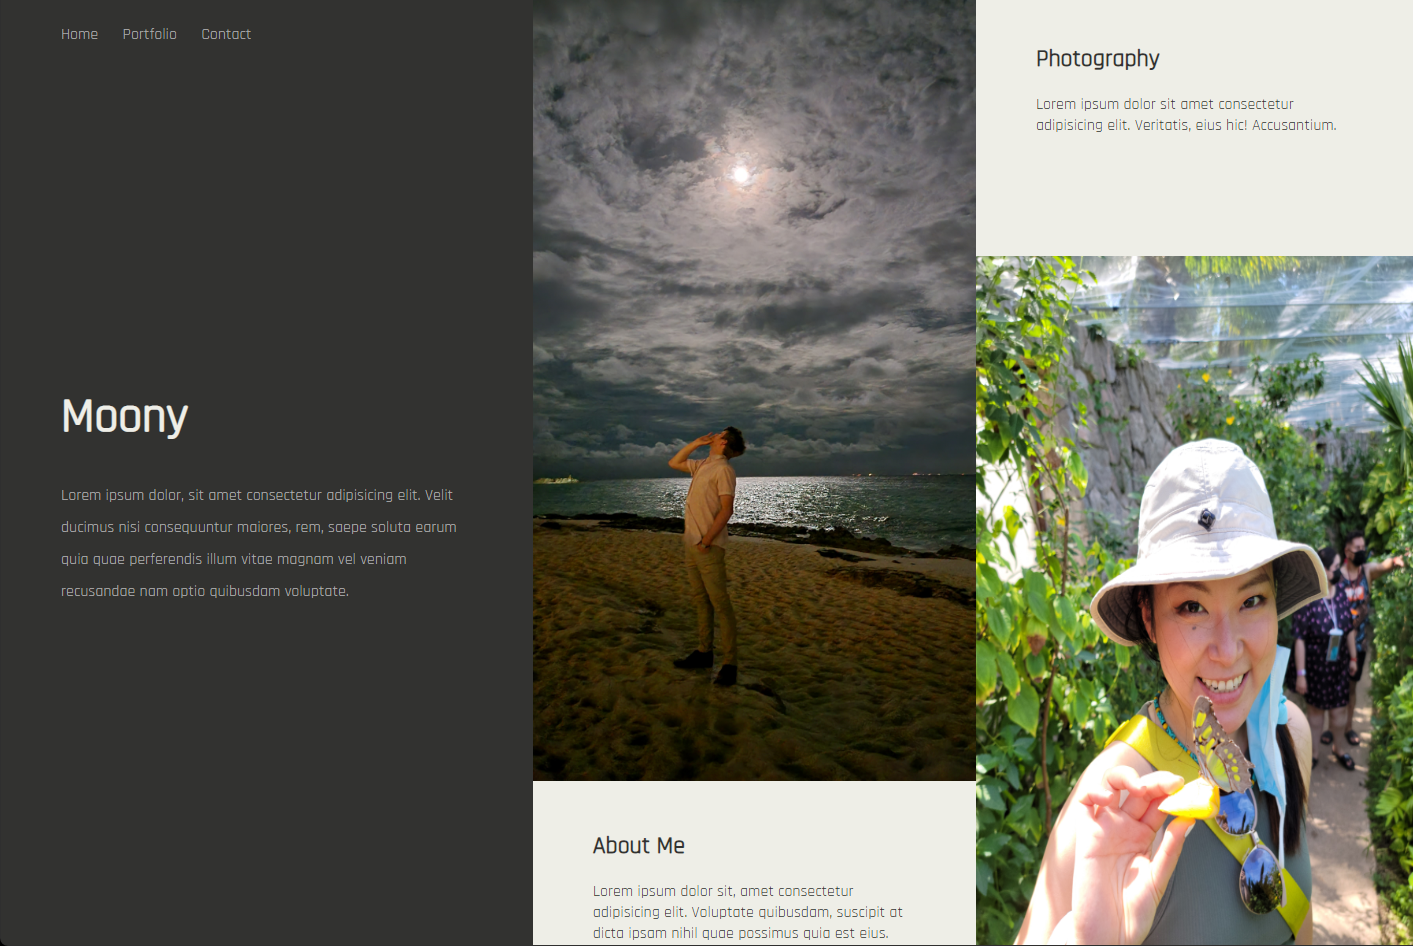 Home Portfolio Contact
Moony
Lorem ipsum dolor, sit amet consectetur adipisicing elit. Velit
ducimus nisi consequuntur maiores, rem, saepe soluta earum
quia quae perferendis illum vitae magnam vel veniam
recusandae nam optio quibusdam voluptate.
About Me
Lorem ipsum dolor sit, amet consectetur
adipisicing elit. Voluptate quibusdam, suscipit at
dicta ipsam nihil quae possimus quia est eius.
Photography
Lorem ipsum dolor sit amet consectetur
adipisicing elit. Veritatis, eius hic! Accusantium.